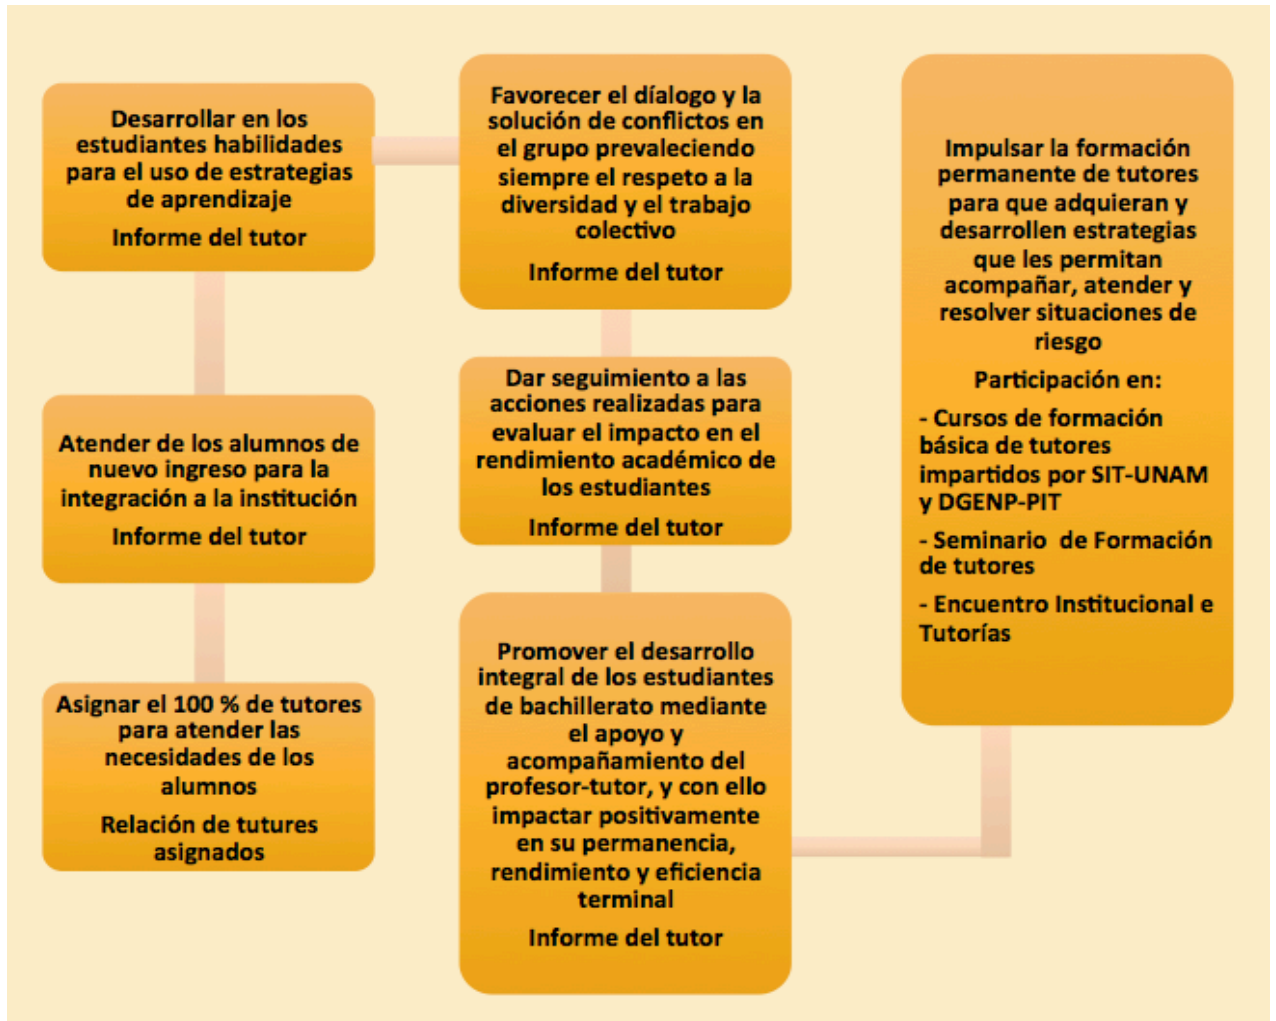 Desarrollar en los
estudiantes habilidades
para el uso de estrategias
de aprendizaje
Informe del tutor
Atender de los alumnos de
nuevo ingreso para la
integración a la institución
Informe del tutor
Asignar el 100 % de tutores
para atender las
necesidades de los
alumnos
Relación de tutures
asignados
Favorecer el díalogo y la
solución de conflictos en
el grupo prevaleciendo
siempre el respeto a la
diversidad y el trabajo
colectivo
Informe del tutor
Dar seguimiento a las
acciones realizadas para
evaluar el impacto en el
rendimiento académico de
los estudiantes
Informe del tutor
Promover el desarrollo
integral de los estudiantes
de bachillerato mediante
el apoyo y
acompañamiento del
profesor-tutor, y con ello
impactar positivamente
en su permanencia,
rendimiento y eficiencia
terminal
Informe del tutor
Impulsar la formación
permanente de tutores
para que adquieran y
desarrollen estrategias
que les permitan
acompañar, atender y
resolver situaciones de
riesgo
Participación en:
- Cursos de formación
básica de tutores
impartidos por SIT-UNAM
y DGENP-PIT
- Seminario  de Formación
de tutores
- Encuentro Institucional e
Tutorías